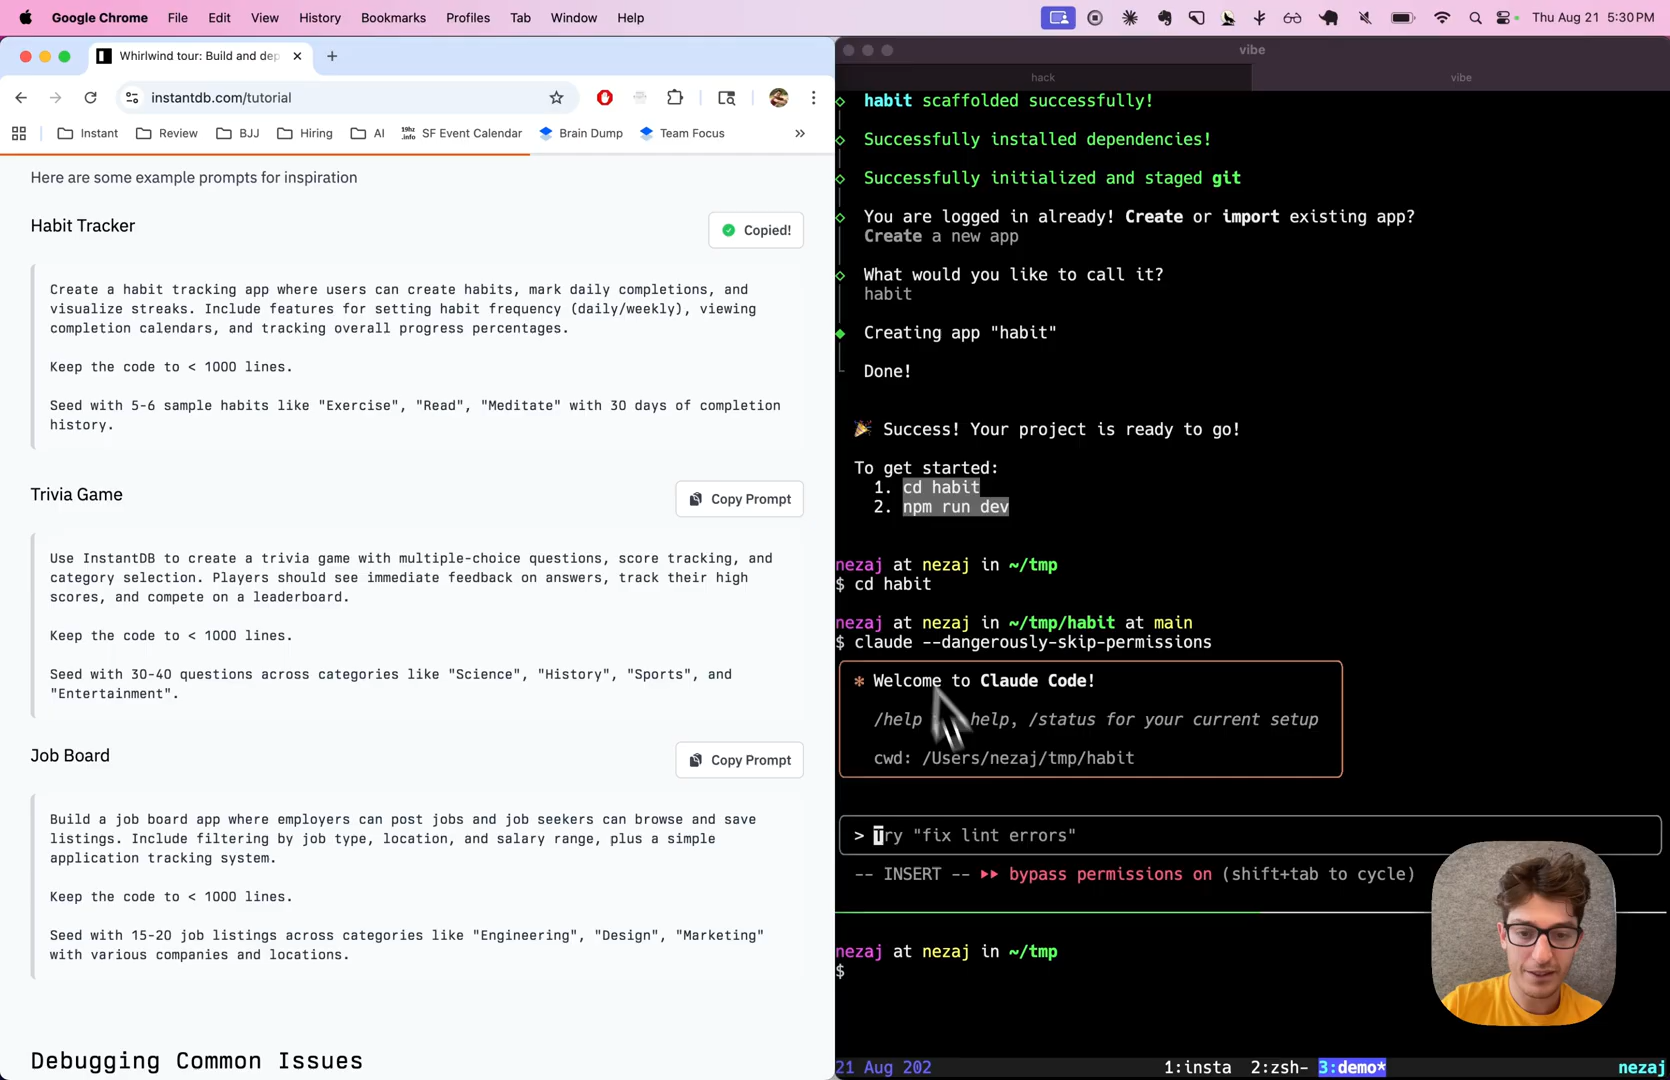 Google Chrome File Edit View History Bookmarks Profiles Tab Window Help Thu Aug 21 5:30 PM
Whirlwind tour: Build and dep
instantdb.com/tutorial
Instant Review BJJ Hiring AI SF Event Calendar Brain Dump Team Focus
Here are some example prompts for inspiration
Habit Tracker
Copied!
Create a habit tracking app where users can create habits, mark daily completions, and
visualize streaks. Include features for setting habit frequency (daily/weekly), viewing
completion calendars, and tracking overall progress percentages.
Keep the code to < 1000 lines.
Seed with 5-6 sample habits like "Exercise", "Read", "Meditate" with 30 days of completion
history.
Trivia Game
Copy Prompt
Use InstantDB to create a trivia game with multiple-choice questions, score tracking, and
category selection. Players should see immediate feedback on answers, track their high
scores, and compete on a leaderboard.
Keep the code to < 1000 lines.
Seed with 30-40 questions across categories like "Science", "History", "Sports", and
"Entertainment".
Job Board
Copy Prompt
Build a job board app where employers can post jobs and job seekers can browse and save
listings. Include filtering by job type, location, and salary range, plus a simple
application tracking system.
Keep the code to < 1000 lines.
Seed with 15-20 job listings across categories like "Engineering", "Design", "Marketing"
with various companies and locations.
Debugging Common Issues
vibe
hack vibe
habit scaffolded successfully!
Successfully installed dependencies!
Successfully initialized and staged git
You are logged in already! Create or import existing app?
Create a new app
What would you like to call it?
habit
Creating app "habit"
Done!
🎉 Success! Your project is ready to go!
To get started:
1. cd habit
2. npm run dev
nezaj at nezaj in ~/tmp
$ cd habit
nezaj at nezaj in ~/tmp/habit at main
$ claude --dangerously-skip-permissions
Welcome to Claude Code!
/help help, /status for your current setup
cwd: /Users/nezaj/tmp/habit
> Try "fix lint errors"
-- INSERT -- ▸▸ bypass permissions on (shift+tab to cycle)
nezaj at nezaj in ~/tmp
$
21 Aug 202 1:insta 2:zsh- 3:demo* nezaj